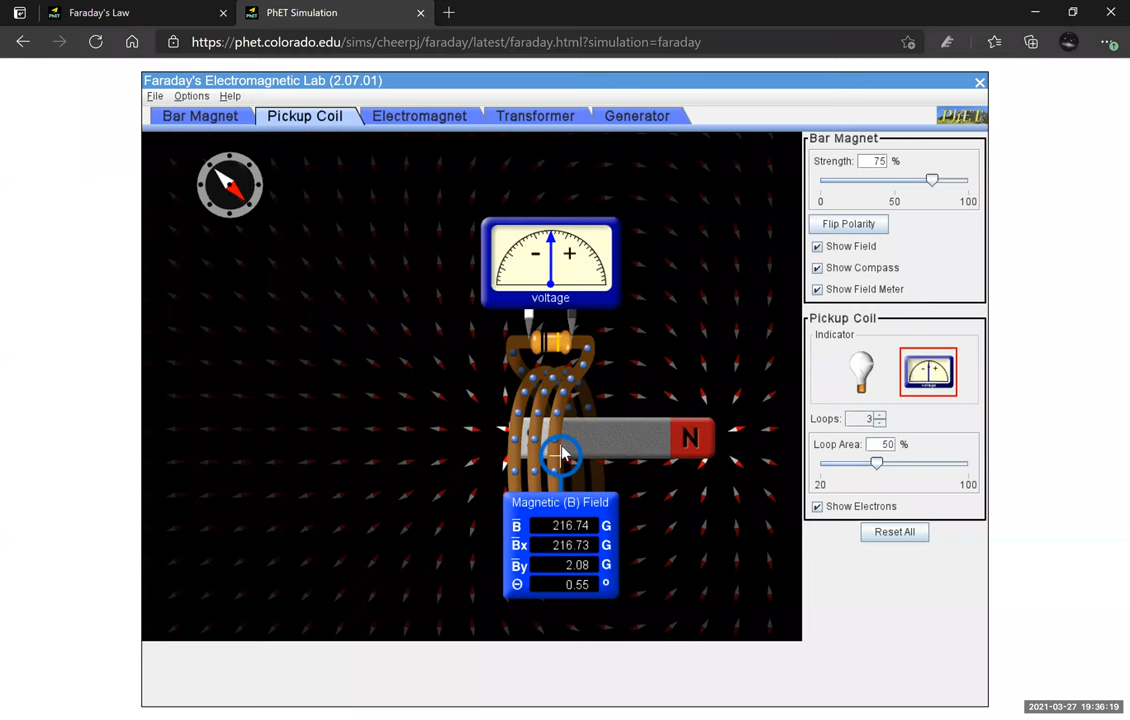 Faraday's Law
PhET Simulation
https://phet.colorado.edu/sims/cheerpj/faraday/latest/faraday.html?simulation=faraday
Faraday's Electromagnetic Lab (2.07.01)
File Options Help
Bar Magnet Pickup Coil Electromagnet Transformer Generator
PhET
Bar Magnet
Strength: 75 %
0 50 100
Flip Polarity
Show Field
Show Compass
Show Field Meter
Pickup Coil
Indicator
voltage
Loops: 3
Loop Area: 50 %
20 100
Show Electrons
Reset All
- +
voltage
N
Magnetic (B) Field
B 216.74 G
Bx 216.73 G
By 2.08 G
Θ 0.55 °
2021-03-27 19:36:19